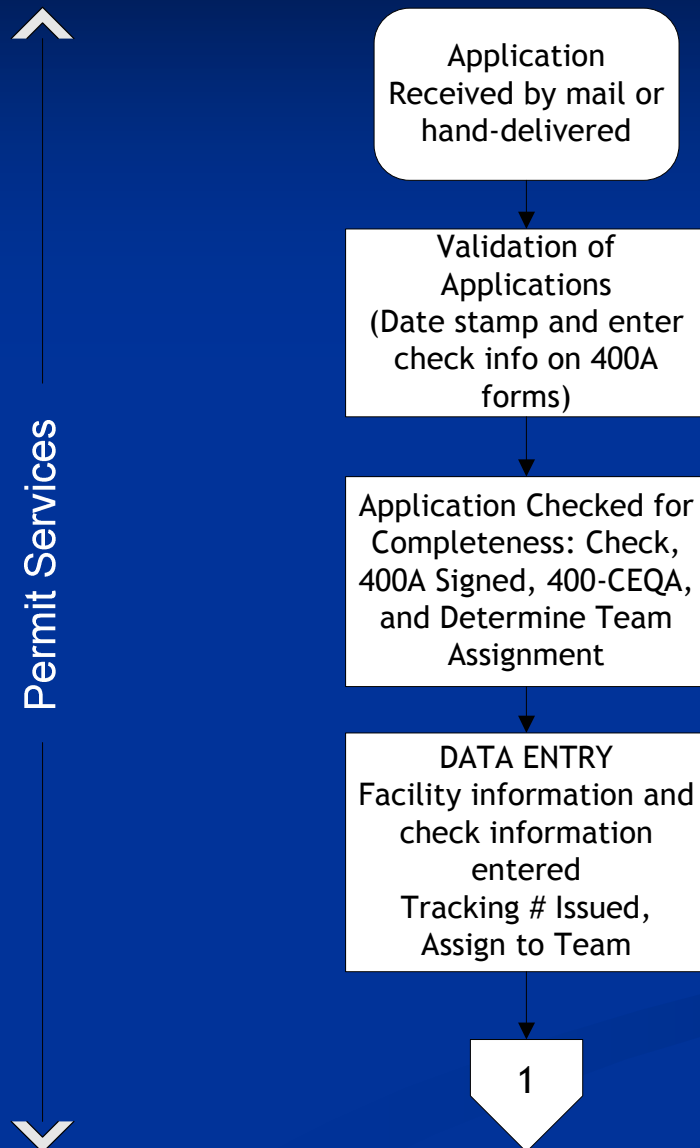 Application
Received by mail or
hand-delivered
Validation of
Applications
(Date stamp and enter
check info on 400A
forms)
Application Checked for
Completeness: Check,
400A Signed, 400-CEQA,
and Determine Team
Assignment
DATA ENTRY
Facility information and
check information
entered
Tracking # Issued,
Assign to Team
1
Permit Services